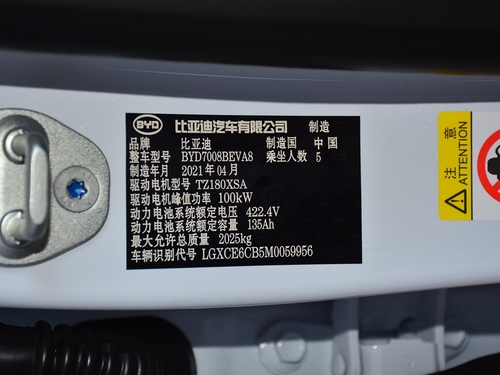 BYD 比亚迪汽车有限公司 制造
品牌 比亚迪 制造国 中国
整车型号 BYD7008BEVA8 乘坐人数 5
制造年月 2021年04月
驱动电机型号 TZ180XSA
驱动电机峰值功率 100kW
动力电池系统额定电压 422.4V
动力电池系统额定容量 135Ah
最大允许总质量 2025kg
车辆识别代号 LGXCE6CB5M0059956
注意
ATTENTION